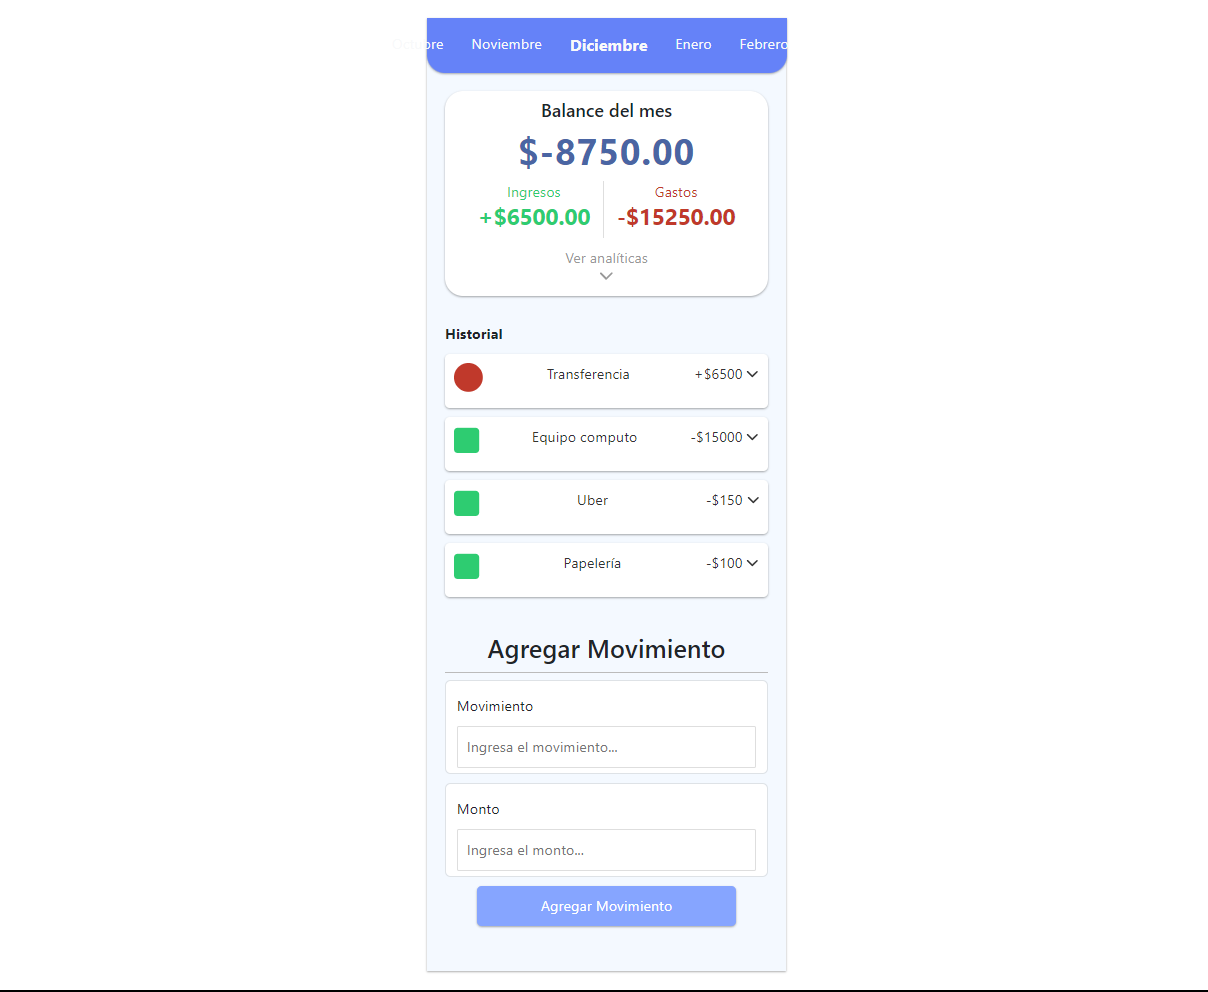 Octubre Noviembre Diciembre Enero Febrero
Balance del mes
$-8750.00
Ingresos Gastos
+$6500.00 -$15250.00
Ver analíticas
Historial
Transferencia +$6500
Equipo computo -$15000
Uber -$150
Papelería -$100
Agregar Movimiento
Movimiento
Ingresa el movimiento...
Monto
Ingresa el monto...
Agregar Movimiento